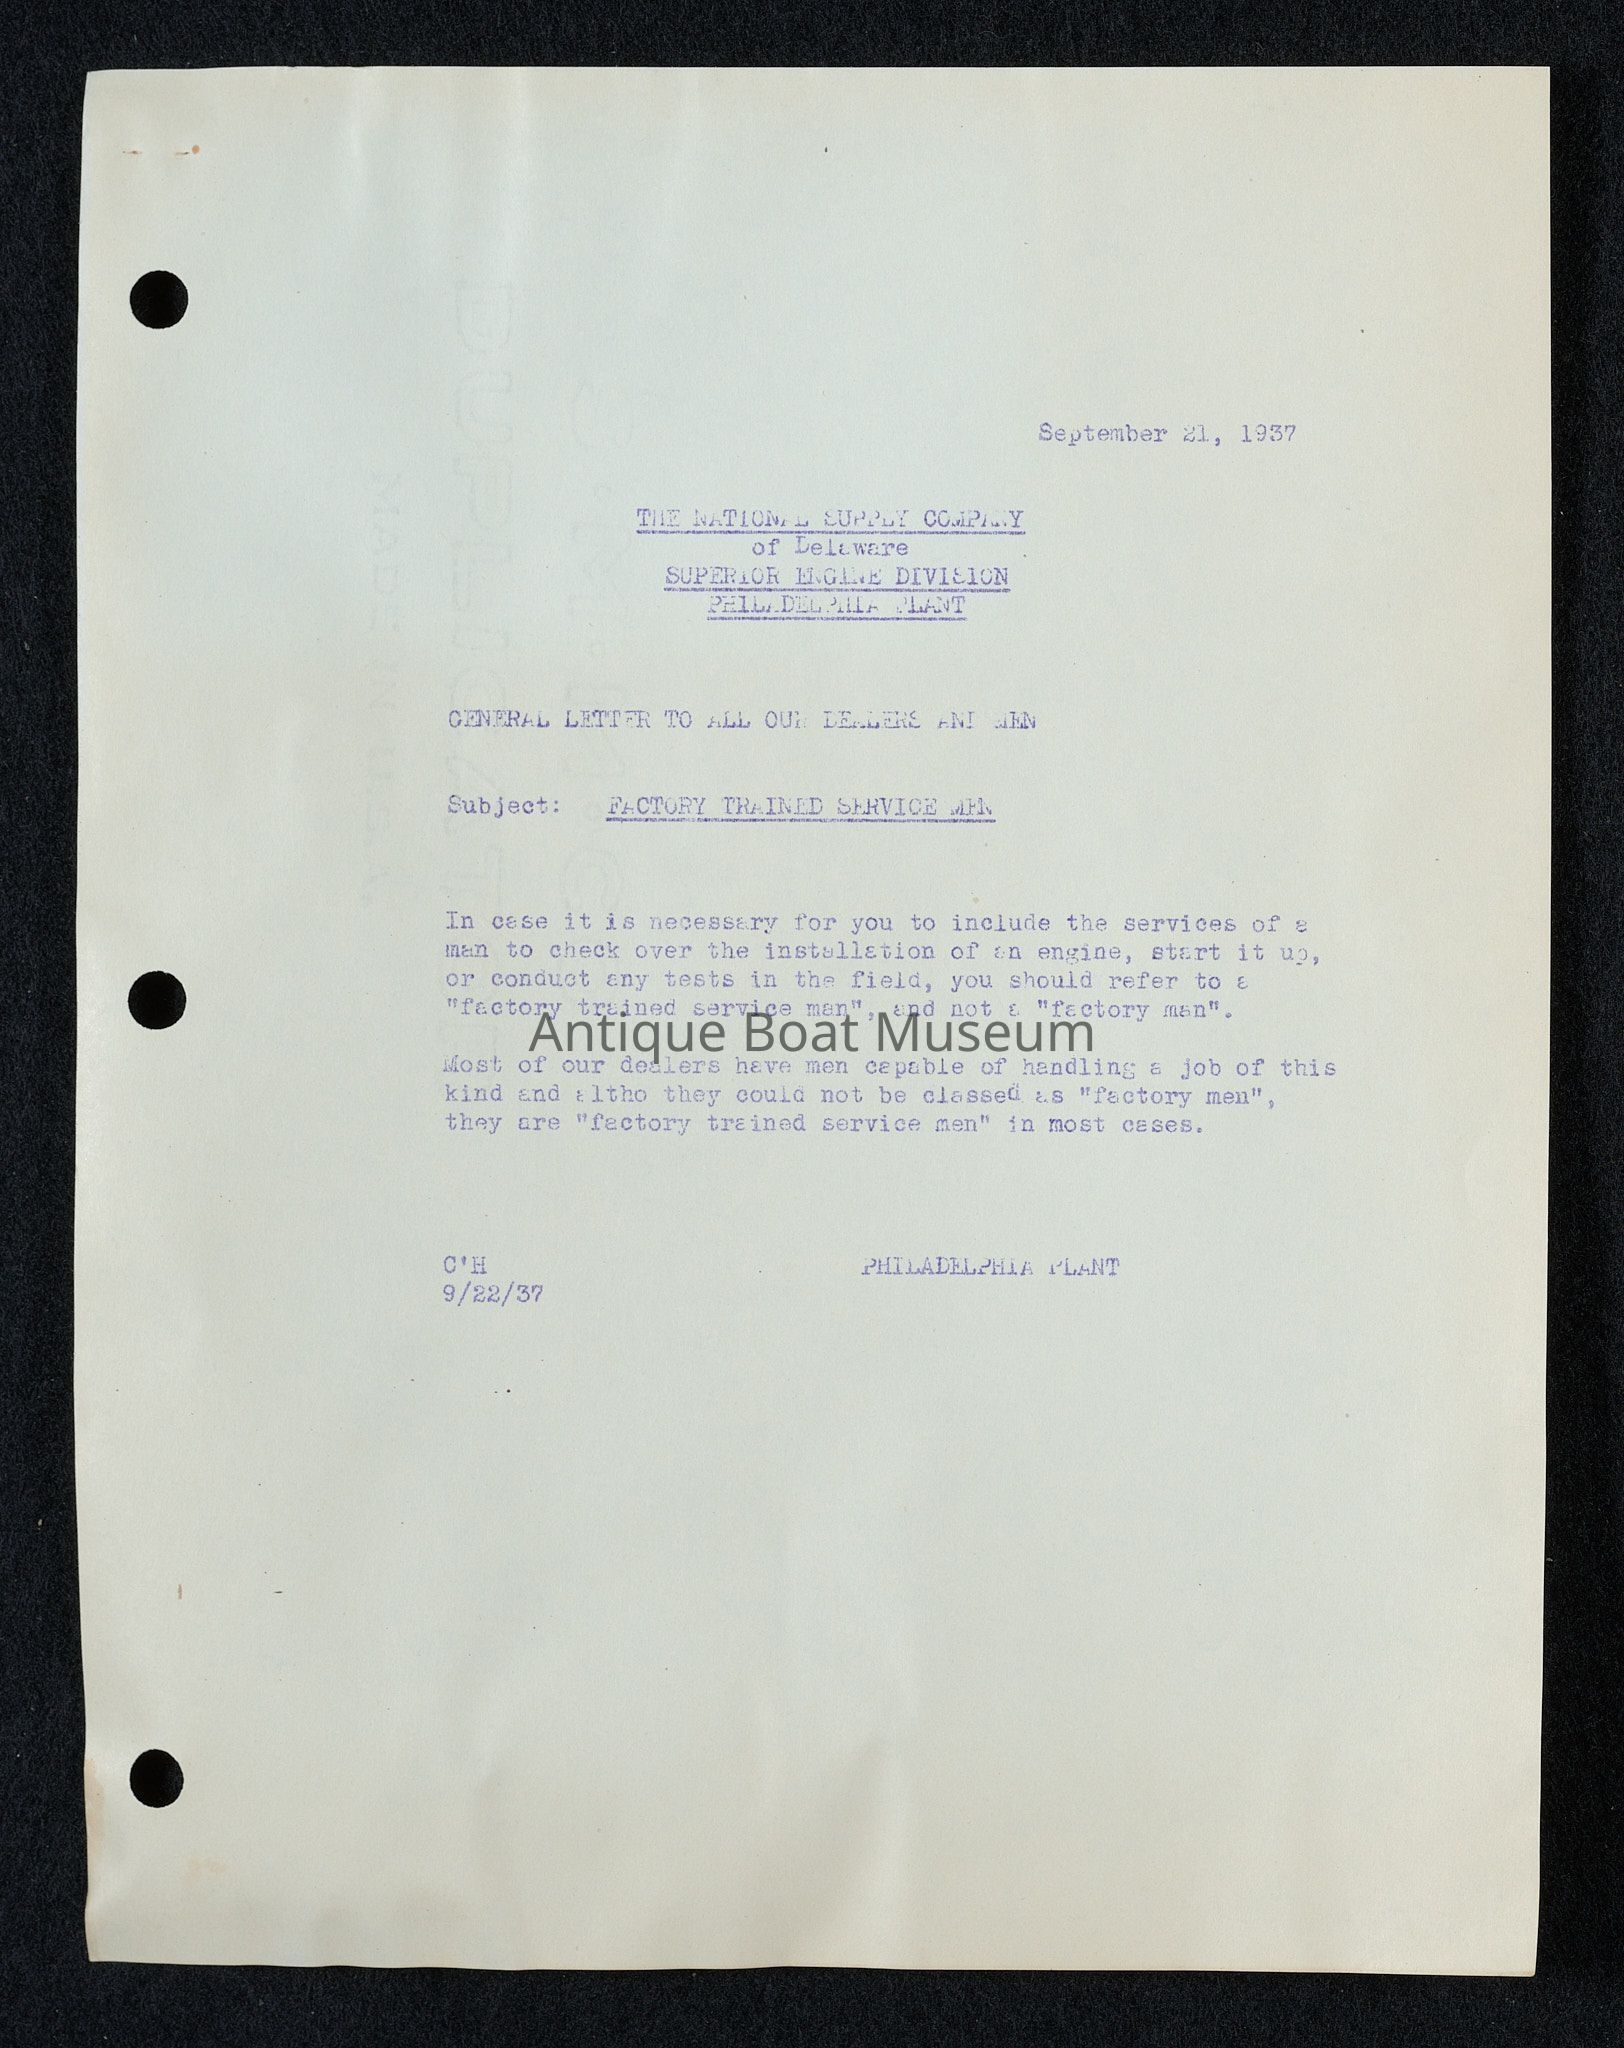 September 21, 1937
THE NATIONAL SUPPLY COMPANY
of Delaware
SUPERIOR ENGINE DIVISION
PHILADELPHIA PLANT
GENERAL LETTER TO ALL OUR DEALERS AND MEN
Subject: FACTORY TRAINED SERVICE MEN
In case it is necessary for you to include the services of a
man to check over the installation of an engine, start it up,
or conduct any tests in the field, you should refer to a
"factory trained service man", and not a "factory man".
Antique Boat Museum
Most of our dealers have men capable of handling a job of this
kind and altho they could not be classed as "factory men",
they are "factory trained service men" in most cases.
C'H PHILADELPHIA PLANT
9/22/37